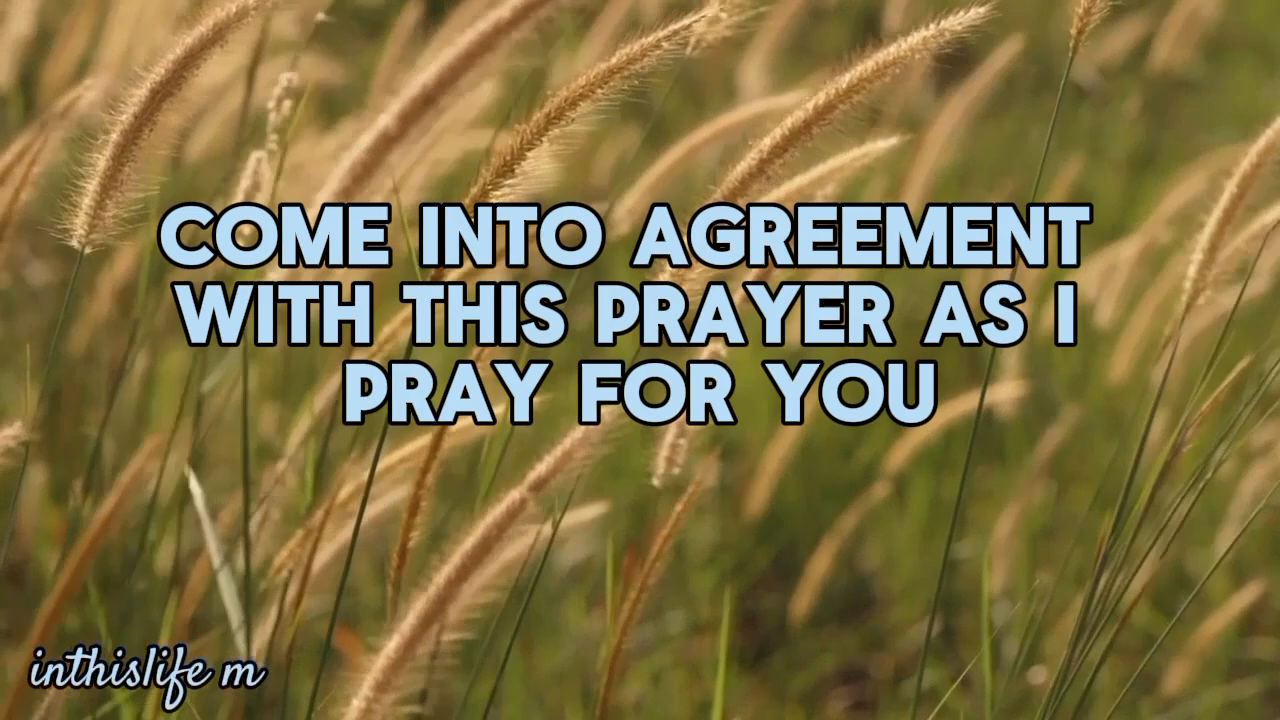 COME INTO AGREEMENT
WITH THIS PRAYER AS I
PRAY FOR YOU
inthislife m